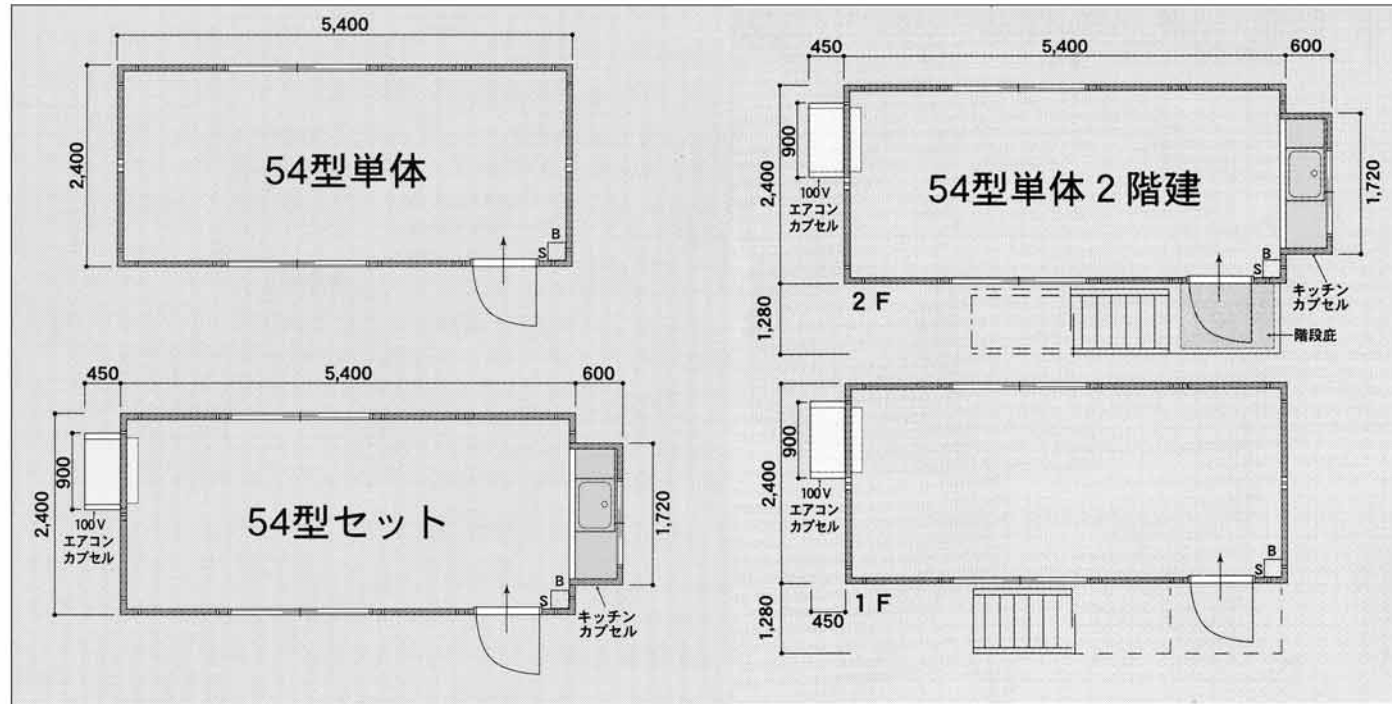 5,400
2,400
54型単体
B
S
450
5,400
600
2,400
900
100V
エアコン
カプセル
54型セット
1,720
B
S
キッチン
カプセル
450
5,400
600
2,400
900
100V
エアコン
カプセル
54型単体2階建
1,720
B
S
キッチン
カプセル
2F
1,280
階段庇
2,400
900
100V
エアコン
カプセル
B
S
1F
1,280
450